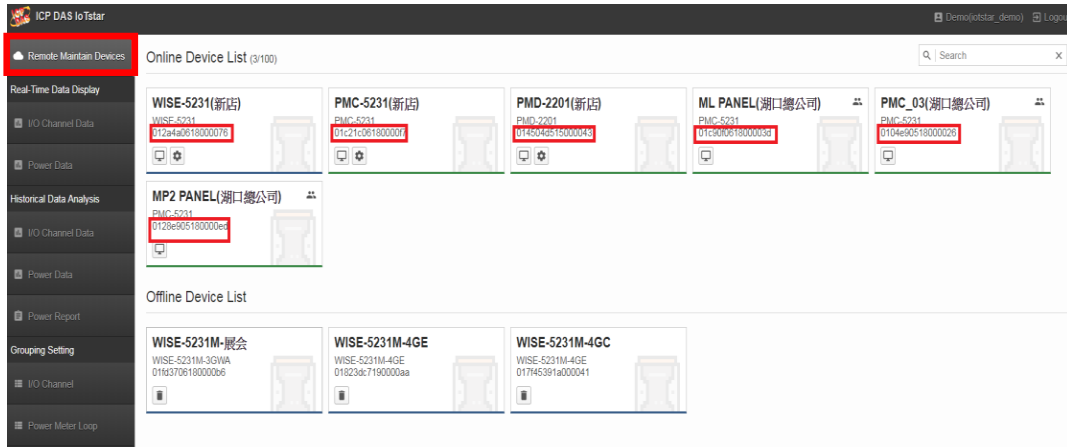 ICP DAS IoTstar
Demo(iotstar_demo) Logout
Remote Maintain Devices
Real-Time Data Display
I/O Channel Data
Power Data
Historical Data Analysis
I/O Channel Data
Power Data
Power Report
Grouping Setting
I/O Channel
Power Meter Loop
Online Device List (3/100)
Search X
WISE-5231(新店)
WISE-5231
012a4a0618000076
PMC-5231(新店)
PMC-5231
01c21c06180000f7
PMD-2201(新店)
PMD-2201
014504d515000043
ML PANEL(湖口總公司)
PMC-5231
01c90f061800003d
PMC_03(湖口總公司)
PMC-5231
0104e90518000026
MP2 PANEL(湖口總公司)
PMC-5231
0128e905180000ed
Offline Device List
WISE-5231M-展会
WISE-5231M-3GWA
01fd3706180000b6
WISE-5231M-4GE
WISE-5231M-4GE
01823dc7190000aa
WISE-5231M-4GC
WISE-5231M-4GE
017f45391a000041